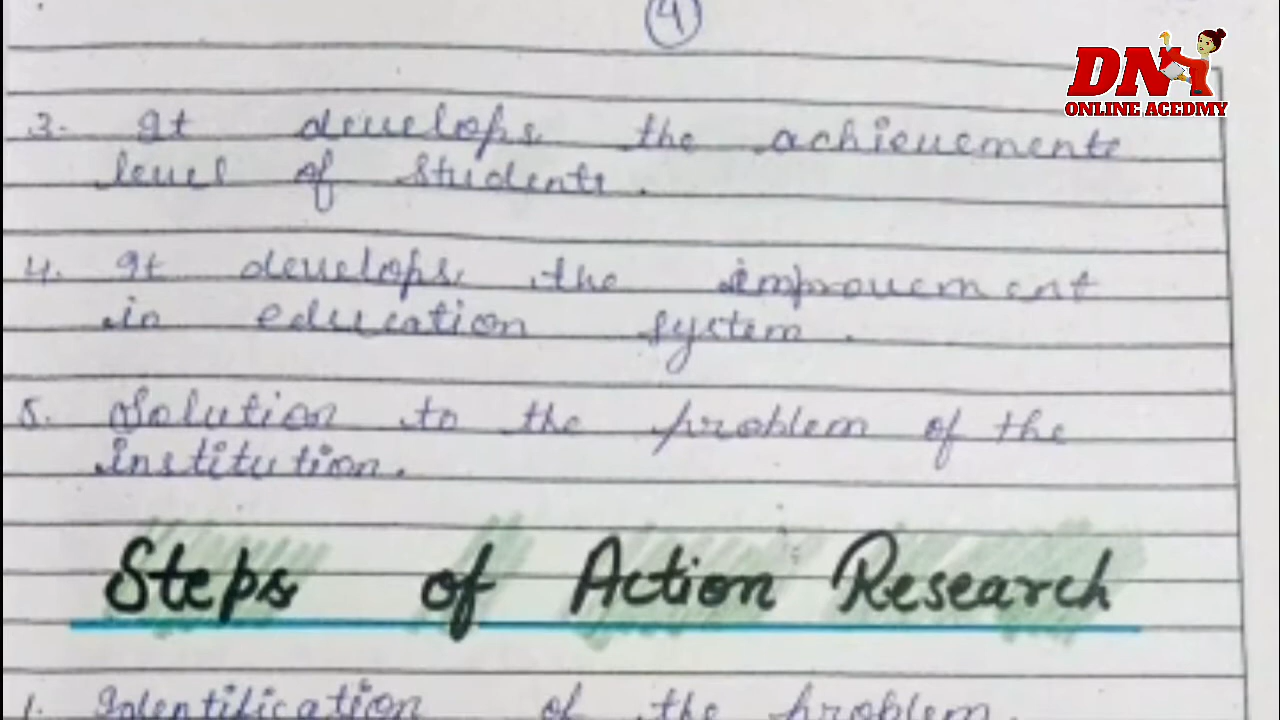 4
DNA
ONLINE ACEDMY
3. It develops the achievements
level of students.
4. It develops the improvement
in education system.
5. Solution to the problem of the
institution.
Steps of Action Research
1. Identification of the problem.